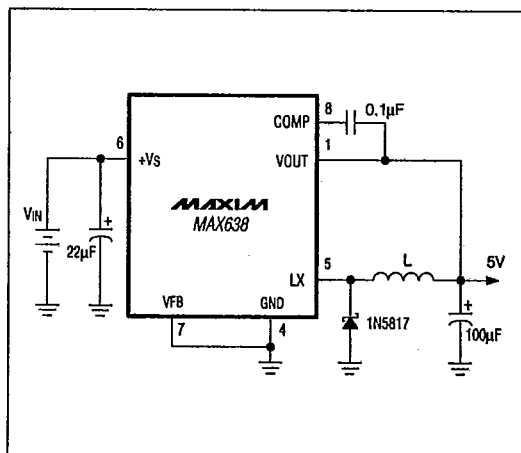 8
0.1µF
COMP
1
6
+Vs
VOUT
VIN
+
22µF
MAXIM
MAX638
5
L
5V
LX
+
VFB
GND
1N5817
7
4
100µF